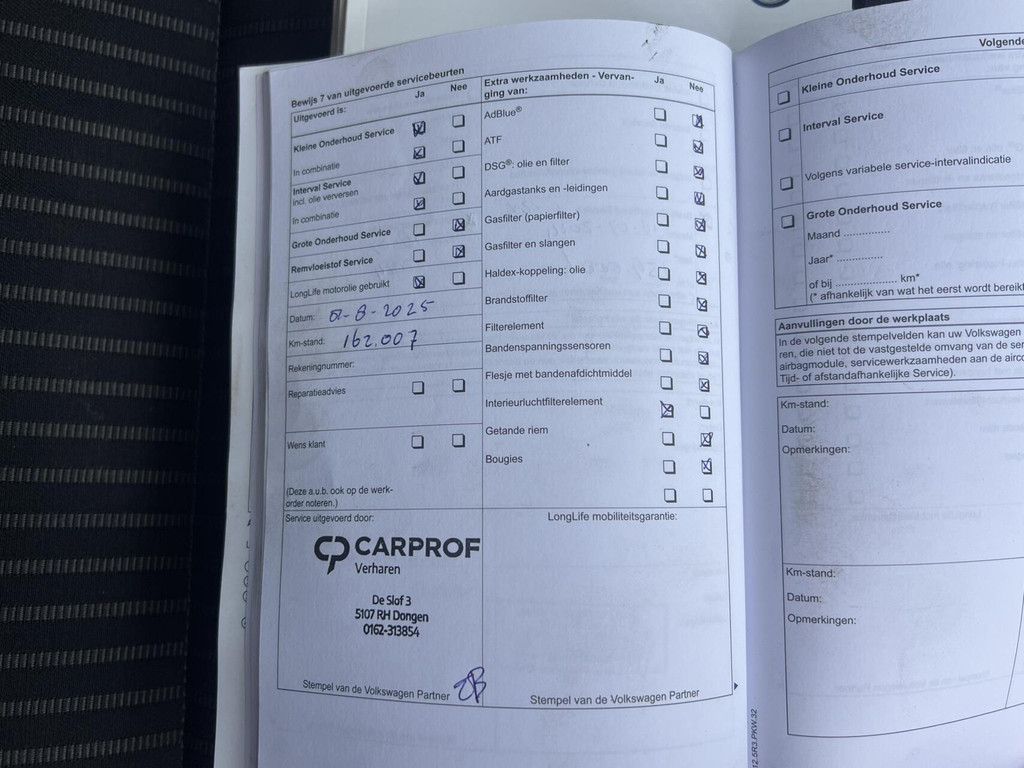 Bewijs 7 van uitgevoerde servicebeurten
Uitgevoerd is: Ja Nee
Kleine Onderhoud Service
In combinatie
Interval Service
incl. olie verversen
In combinatie
Grote Onderhoud Service
Remvloeistof Service
LongLife motorolie gebruikt
Datum: 01-8-2025
Km-stand: 162.007
Rekeningnummer:
Reparatieadvies
Wens klant
(Deze a.u.b. ook op de werk-
order noteren.)
Service uitgevoerd door:
CP CARPROF
Verharen
De Slof 3
5107 RH Dongen
0162-313854
Stempel van de Volkswagen Partner
Extra werkzaamheden - Vervan-
ging van: Ja Nee
AdBlue®
ATF
DSG®: olie en filter
Aardgastanks en -leidingen
Gasfilter (papierfilter)
Gasfilter en slangen
Haldex-koppeling: olie
Brandstoffilter
Filterelement
Bandenspanningssensoren
Flesje met bandenafdichtmiddel
Interieurluchtfilterelement
Getande riem
Bougies
LongLife mobiliteitsgarantie:
Stempel van de Volkswagen Partner
12.5R3.PKW.32
Volgende
Kleine Onderhoud Service
Interval Service
Volgens variabele service-intervalindicatie
Grote Onderhoud Service
Maand ...............
Jaar* ...............
of bij .................... km*
(* afhankelijk van wat het eerst wordt bereikt
Aanvullingen door de werkplaats
In de volgende stempelvelden kan uw Volkswagen
ren, die niet tot de vastgestelde omvang van de ser
airbagmodule, servicewerkzaamheden aan de airco
Tijd- of afstandafhankelijke Service).
Km-stand:
Datum:
Opmerkingen:
Km-stand:
Datum:
Opmerkingen: